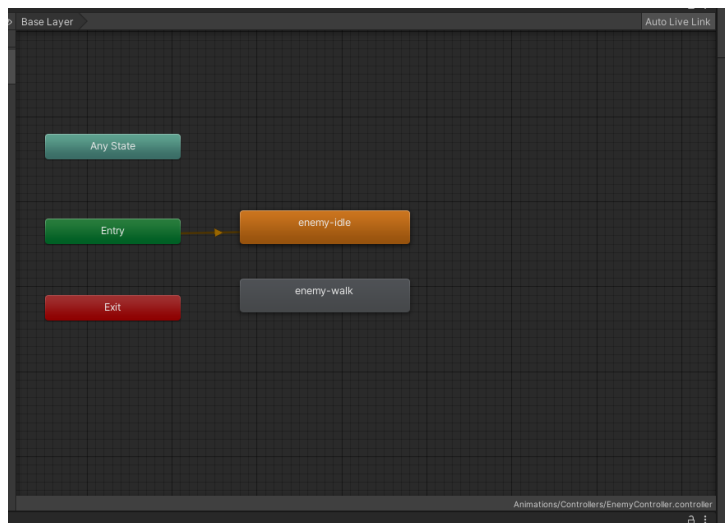 Base Layer
Auto Live Link
Any State
Entry
enemy-idle
enemy-walk
Exit
Animations/Controllers/EnemyController.controller